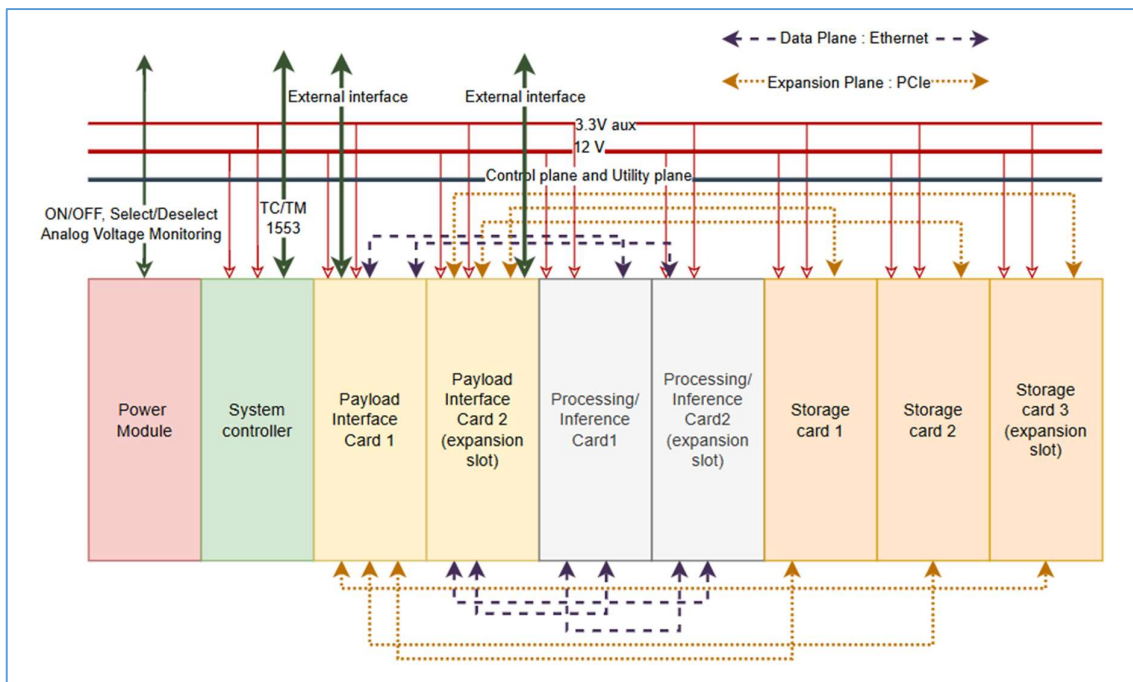 Data Plane : Ethernet
Expansion Plane : PCIe
External interface
External interface
3.3V aux
12 V
Control plane and Utility plane
ON/OFF, Select/Deselect
Analog Voltage Monitoring
TC/TM
1553
Power
Module
System
controller
Payload
Interface
Card 1
Payload
Interface
Card 2
(expansion
slot)
Processing/
Inference
Card1
Processing/
Inference
Card2
(expansion
slot)
Storage
card 1
Storage
card 2
Storage
card 3
(expansion
slot)